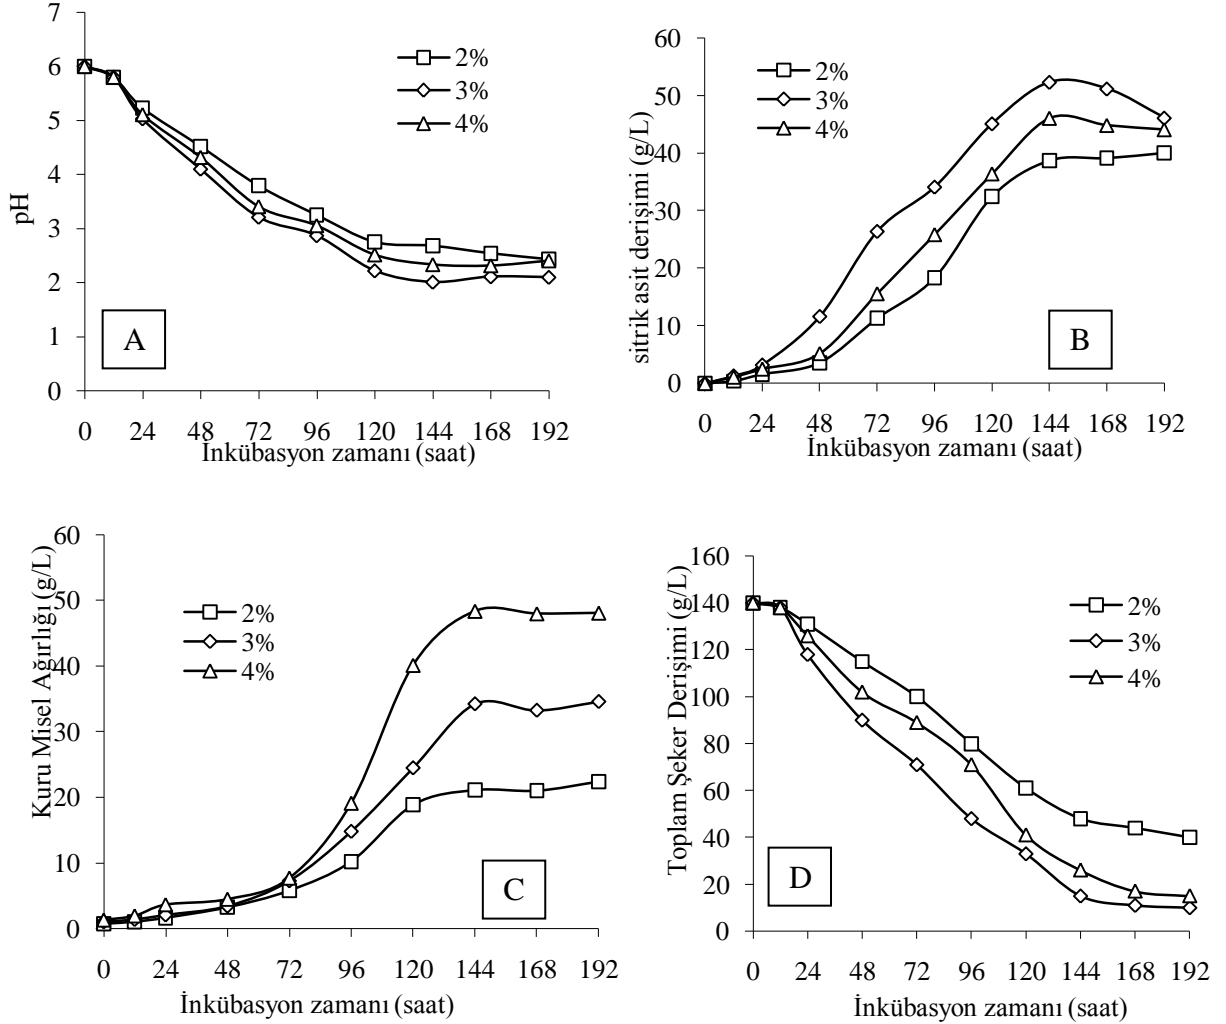 7
6
5
4
3
2
1
0
pH
2%
3%
4%
A
0 24 48 72 96 120 144 168 192
İnkübasyon zamanı (saat)
60
50
40
30
20
10
0
sitrik asit derişimi (g/L)
2%
3%
4%
B
0 24 48 72 96 120 144 168 192
İnkübasyon zamanı (saat)
60
50
40
30
20
10
0
Kuru Misel Ağırlığı (g/L)
2%
3%
4%
C
0 24 48 72 96 120 144 168 192
İnkübasyon zamanı (saat)
160
140
120
100
80
60
40
20
0
Toplam Şeker Derişimi (g/L)
2%
3%
4%
D
0 24 48 72 96 120 144 168 192
İnkübasyon zamanı (saat)